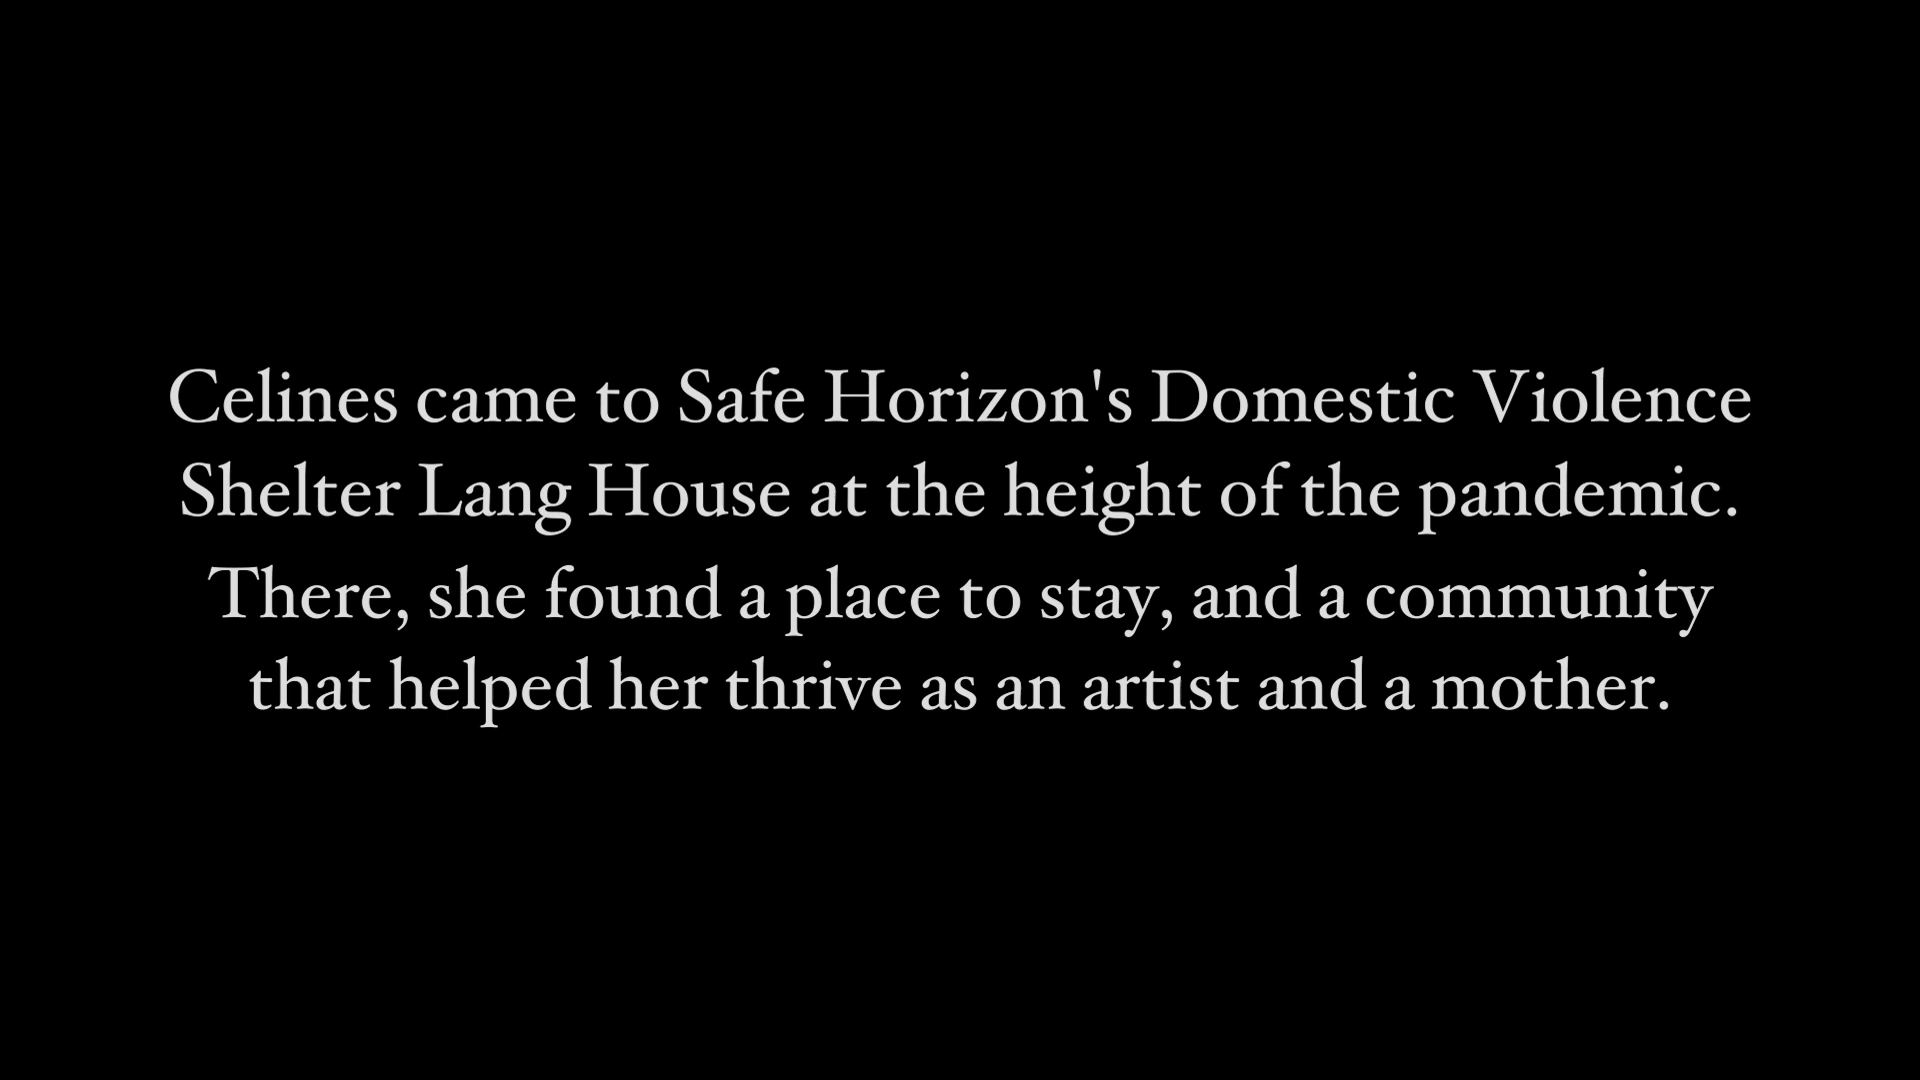 Celines came to Safe Horizon's Domestic Violence
Shelter Lang House at the height of the pandemic.
There, she found a place to stay, and a community
that helped her thrive as an artist and a mother.